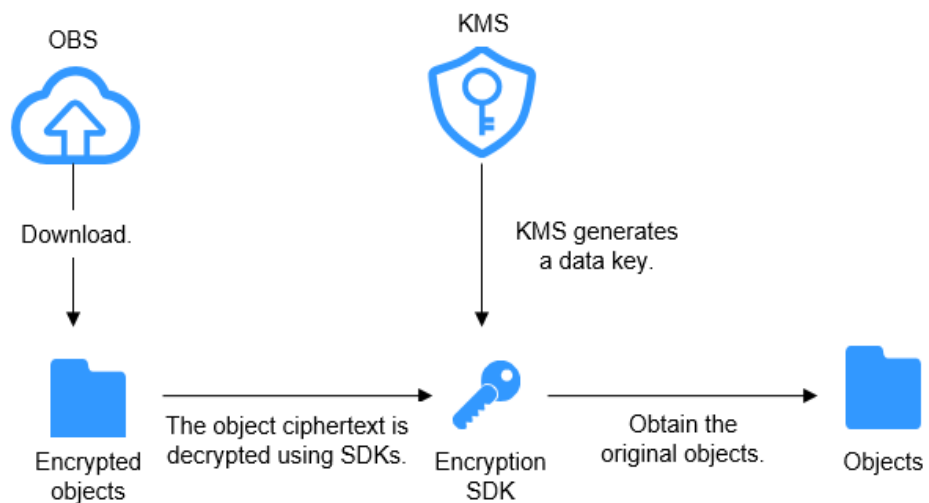 OBS
KMS
Download.
KMS generates
a data key.
The object ciphertext is
decrypted using SDKs.
Obtain the
original objects.
Encrypted
objects
Encryption
SDK
Objects